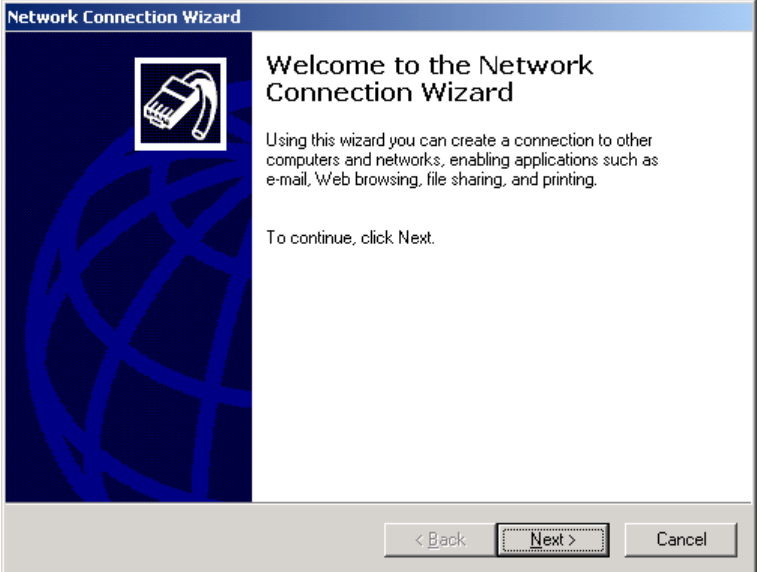 Network Connection Wizard
Welcome to the Network
Connection Wizard
Using this wizard you can create a connection to other
computers and networks, enabling applications such as
e-mail, Web browsing, file sharing, and printing.
To continue, click Next.
< Back
Next >
Cancel